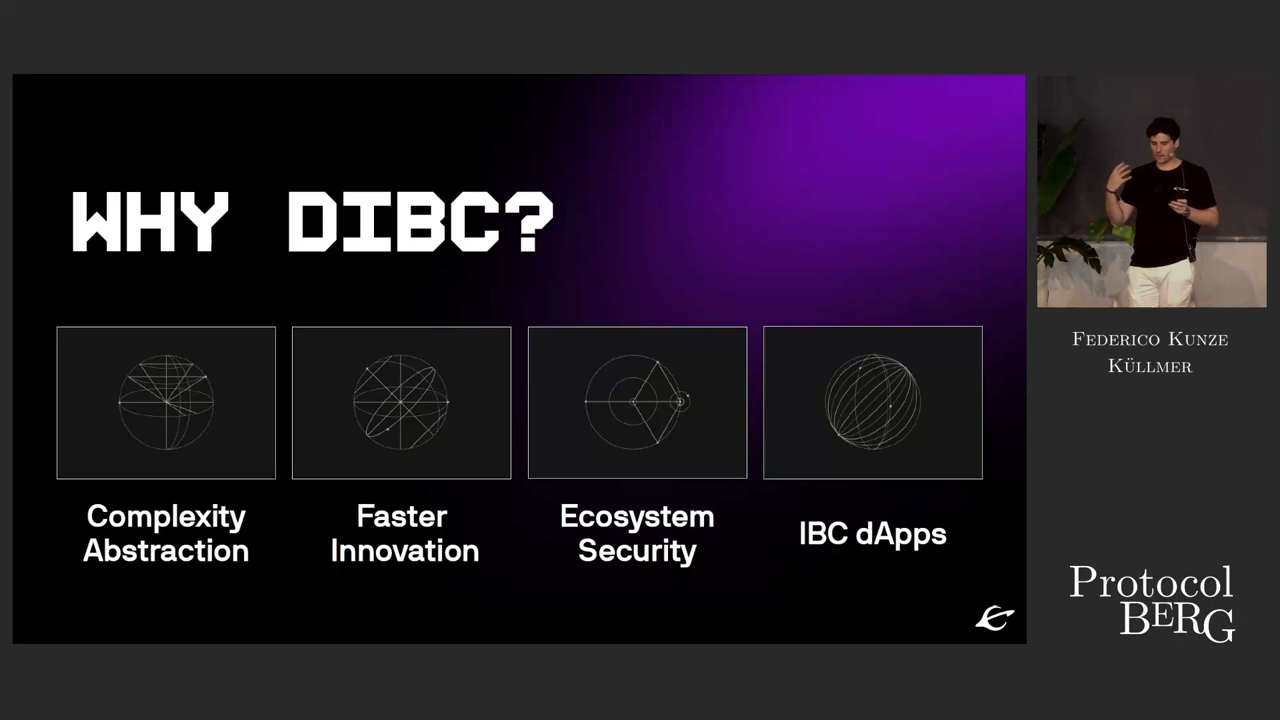 WHY DIBC?
Complexity
Abstraction
Faster
Innovation
Ecosystem
Security
IBC dApps
Federico Kunze
Küllmer
Protocol
BERG